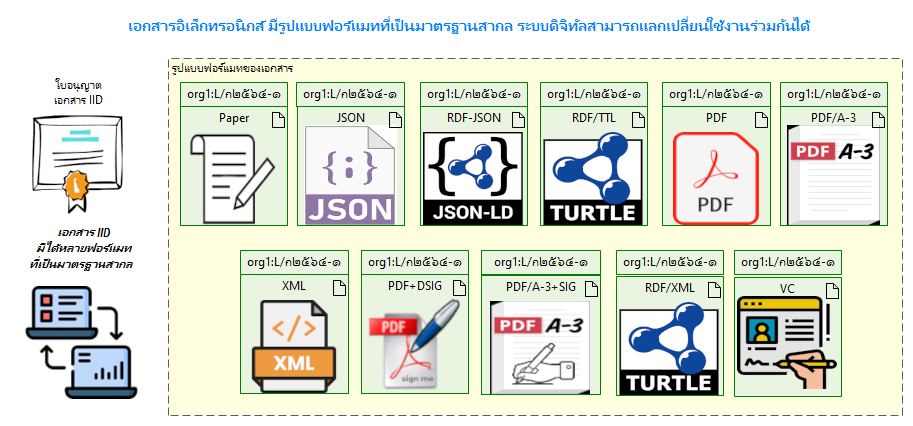 เอกสารอิเล็กทรอนิกส์ มีรูปแบบฟอร์แมทที่เป็นมาตรฐานสากล ระบบดิจิทัลสามารถแลกเปลี่ยนใช้งานร่วมกันได้
รูปแบบฟอร์แมทของเอกสาร
ใบอนุญาต
เอกสาร IID
เอกสาร IID
มีได้หลายฟอร์แมท
ที่เป็นมาตรฐานสากล
org1:L/ก๒๕๖๔-๑
Paper
org1:L/ก๒๕๖๔-๑
JSON
{;}
JSON
org1:L/ก๒๕๖๔-๑
RDF-JSON
JSON-LD
org1:L/ก๒๕๖๔-๑
RDF/TTL
TURTLE
org1:L/ก๒๕๖๔-๑
PDF
PDF
org1:L/ก๒๕๖๔-๑
PDF/A-3
PDF A-3
org1:L/ก๒๕๖๔-๑
XML
</>
XML
org1:L/ก๒๕๖๔-๑
PDF+DSIG
PDF
sign me
org1:L/ก๒๕๖๔-๑
PDF/A-3+SIG
PDF A-3
org1:L/ก๒๕๖๔-๑
RDF/XML
TURTLE
org1:L/ก๒๕๖๔-๑
VC